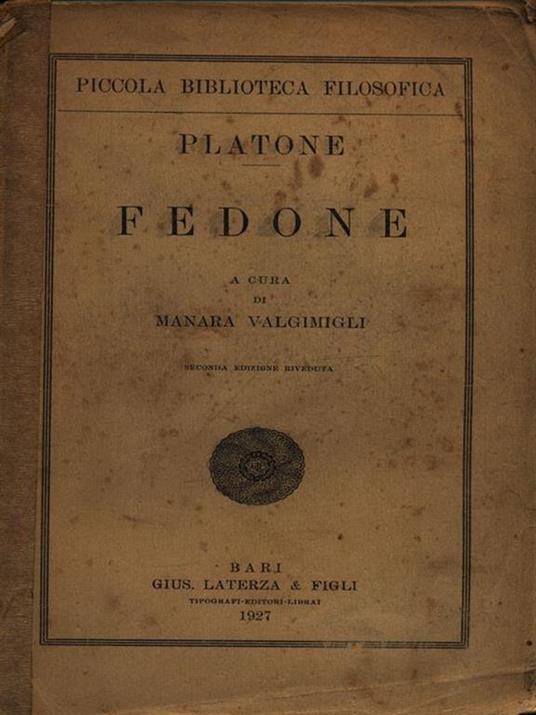 PICCOLA BIBLIOTECA FILOSOFICA
PLATONE
FEDONE
A CURA
DI
MANARA VALGIMIGLI
SECONDA EDIZIONE RIVEDUTA
BARI
GIUS. LATERZA & FIGLI
TIPOGRAFI-EDITORI-LIBRAI
1927